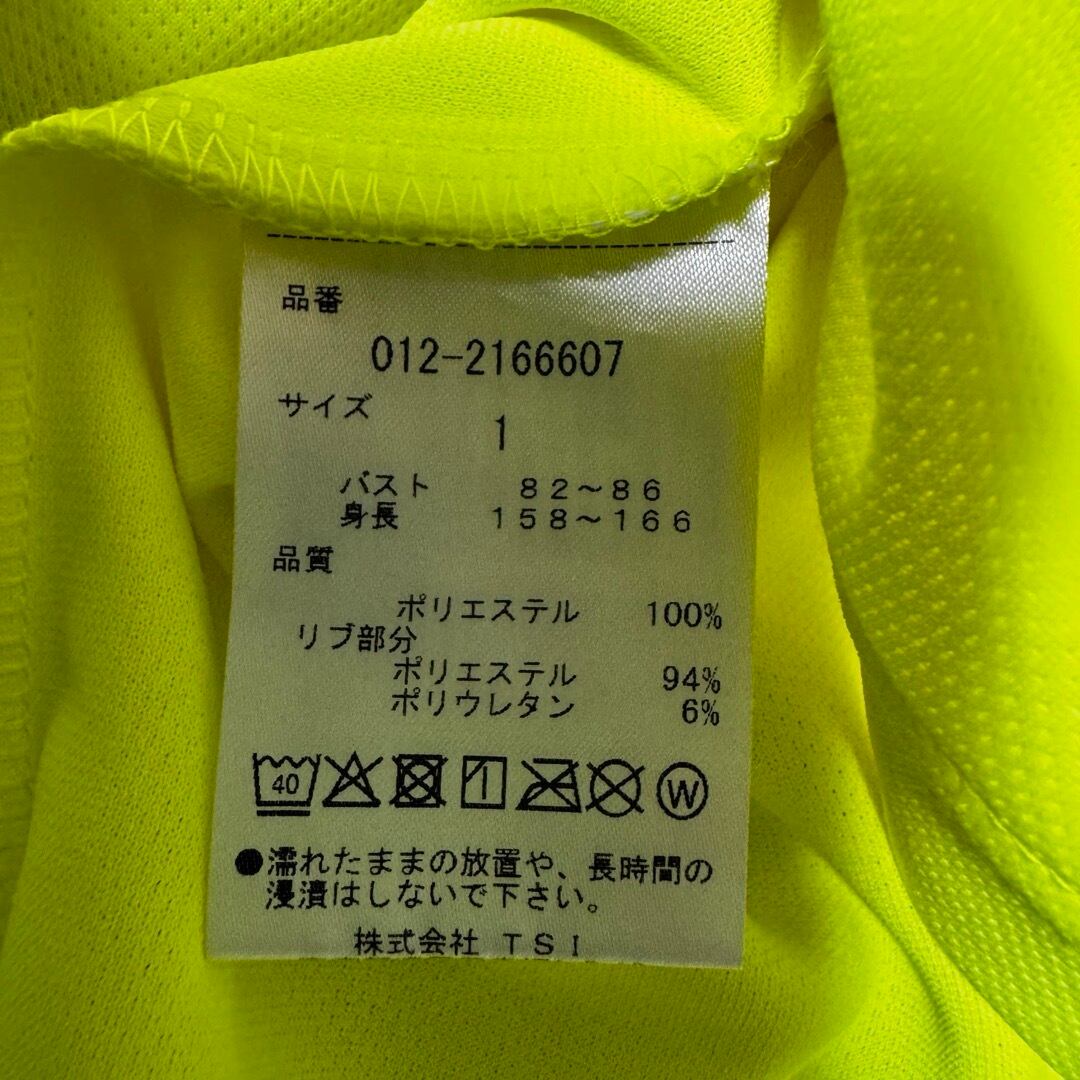 品番
012-2166607
サイズ
1
バスト 82～86
身長 158～166
品質
ポリエステル 100%
リブ部分
ポリエステル 94%
ポリウレタン 6%
40
W
●濡れたままの放置や、長時間の
浸漬はしないで下さい。
株式会社 TSI